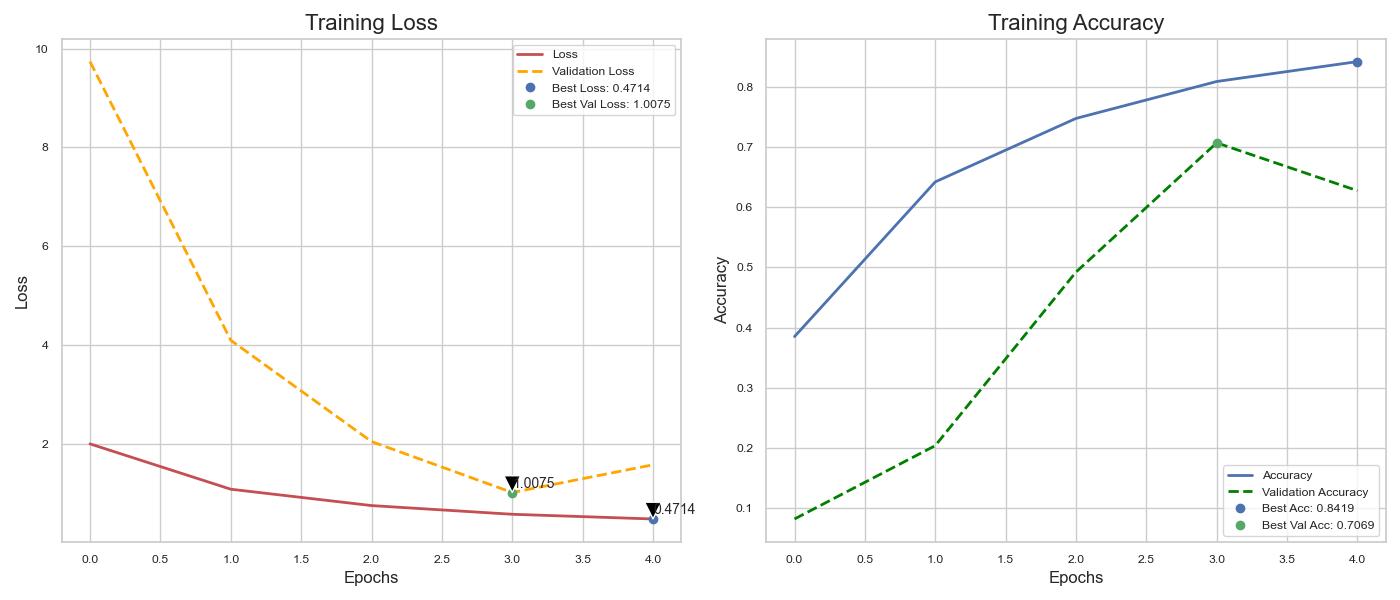 Training Loss
Loss
Validation Loss
Best Loss: 0.4714
Best Val Loss: 1.0075
10
8
6
4
2
Loss
1.0075
0.4714
0.0 0.5 1.0 1.5 2.0 2.5 3.0 3.5 4.0
Epochs
Training Accuracy
0.8
0.7
0.6
0.5
0.4
0.3
0.2
0.1
Accuracy
Accuracy
Validation Accuracy
Best Acc: 0.8419
Best Val Acc: 0.7069
0.0 0.5 1.0 1.5 2.0 2.5 3.0 3.5 4.0
Epochs